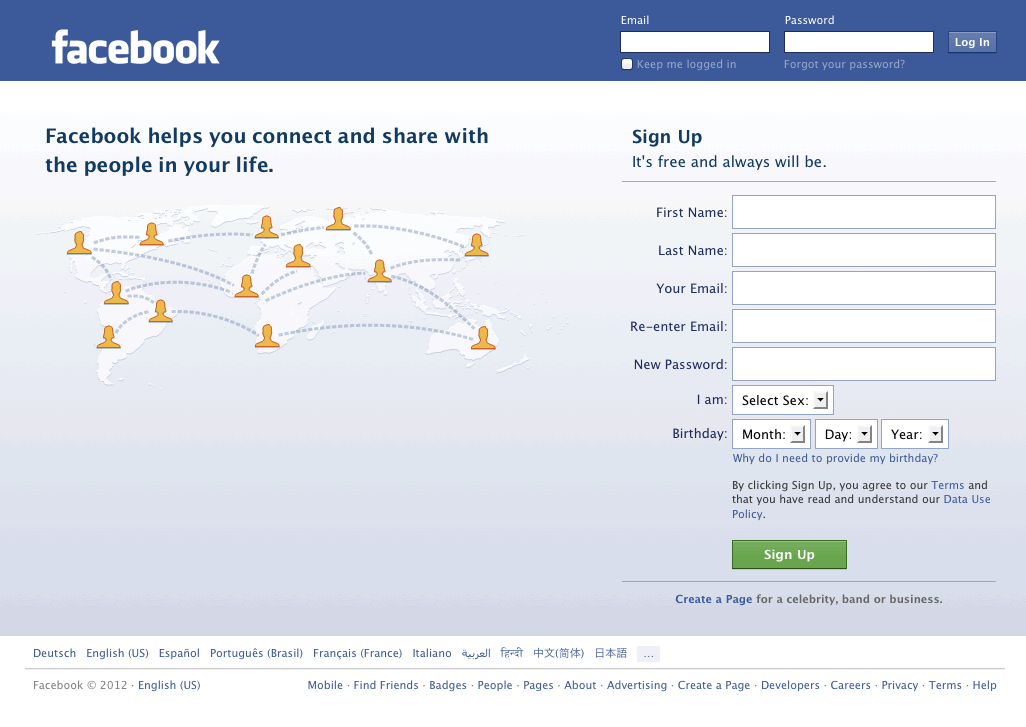 facebook
Email Password
Log In
Keep me logged in Forgot your password?
Facebook helps you connect and share with
the people in your life.
Sign Up
It's free and always will be.
First Name:
Last Name:
Your Email:
Re-enter Email:
New Password:
I am: Select Sex:
Birthday: Month: Day: Year:
Why do I need to provide my birthday?
By clicking Sign Up, you agree to our Terms and
that you have read and understand our Data Use
Policy.
Sign Up
Create a Page for a celebrity, band or business.
Deutsch English (US) Español Português (Brasil) Français (France) Italiano العربية हिन्दी 中文(简体) 日本語 ...
Facebook © 2012 · English (US) Mobile · Find Friends · Badges · People · Pages · About · Advertising · Create a Page · Developers · Careers · Privacy · Terms · Help